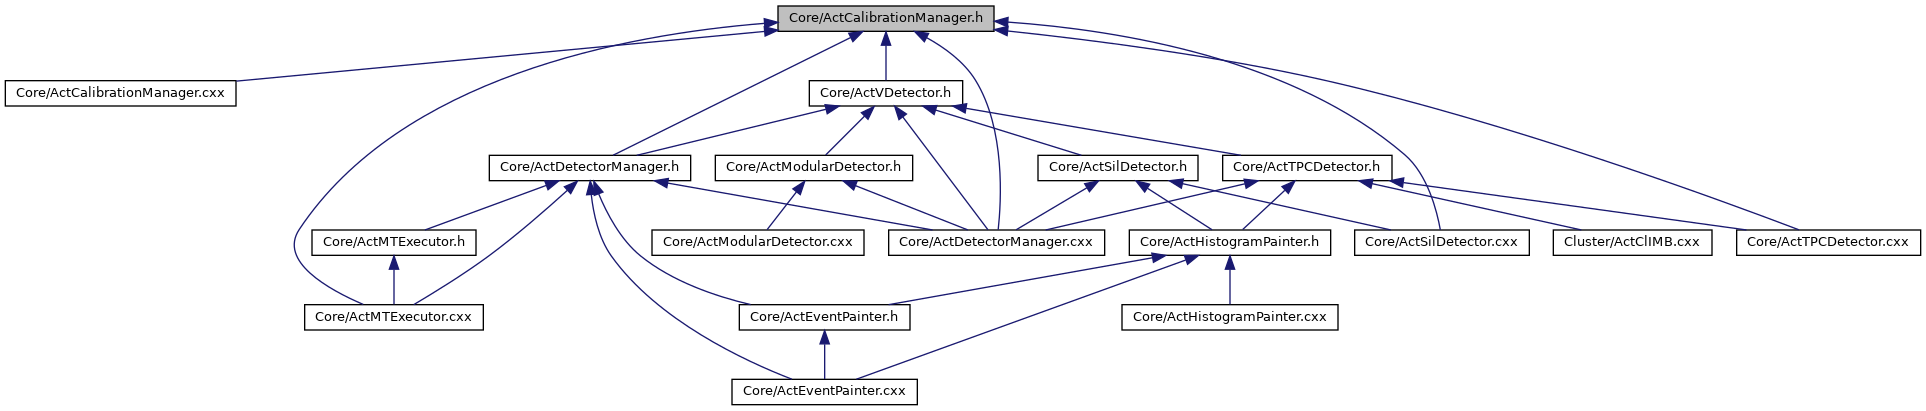 Core/ActCalibrationManager.h
Core/ActCalibrationManager.cxx
Core/ActVDetector.h
Core/ActDetectorManager.h
Core/ActModularDetector.h
Core/ActSilDetector.h
Core/ActTPCDetector.h
Core/ActMTExecutor.h
Core/ActModularDetector.cxx
Core/ActDetectorManager.cxx
Core/ActHistogramPainter.h
Core/ActSilDetector.cxx
Cluster/ActClIMB.cxx
Core/ActTPCDetector.cxx
Core/ActMTExecutor.cxx
Core/ActEventPainter.h
Core/ActHistogramPainter.cxx
Core/ActEventPainter.cxx